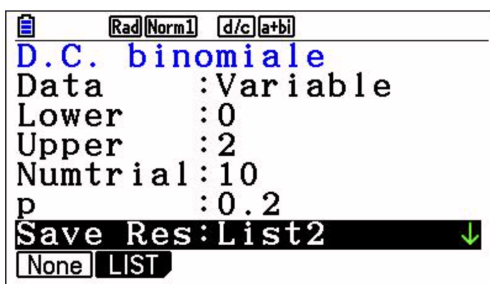 Rad Norm1 d/c a+bi
D.C. binomiale
Data :Variable
Lower :0
Upper :2
Numtrial:10
p :0.2
Save Res:List2
None LIST